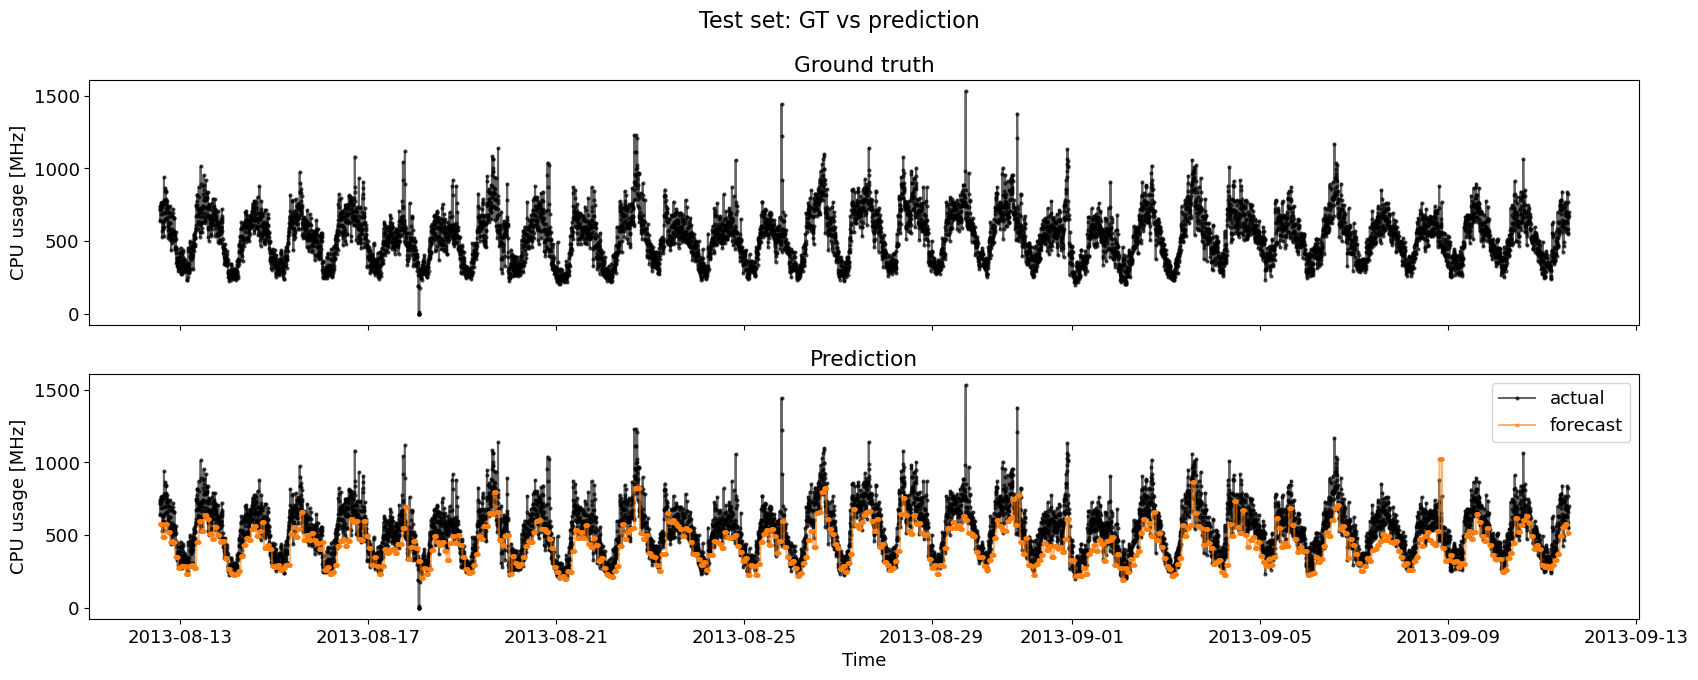 Test set: GT vs prediction
Ground truth
CPU usage [MHz]
1500
1000
500
0
Prediction
CPU usage [MHz]
1500
1000
500
0
actual
forecast
2013-08-13 2013-08-17 2013-08-21 2013-08-25 2013-08-29 2013-09-01 2013-09-05 2013-09-09 2013-09-13
Time